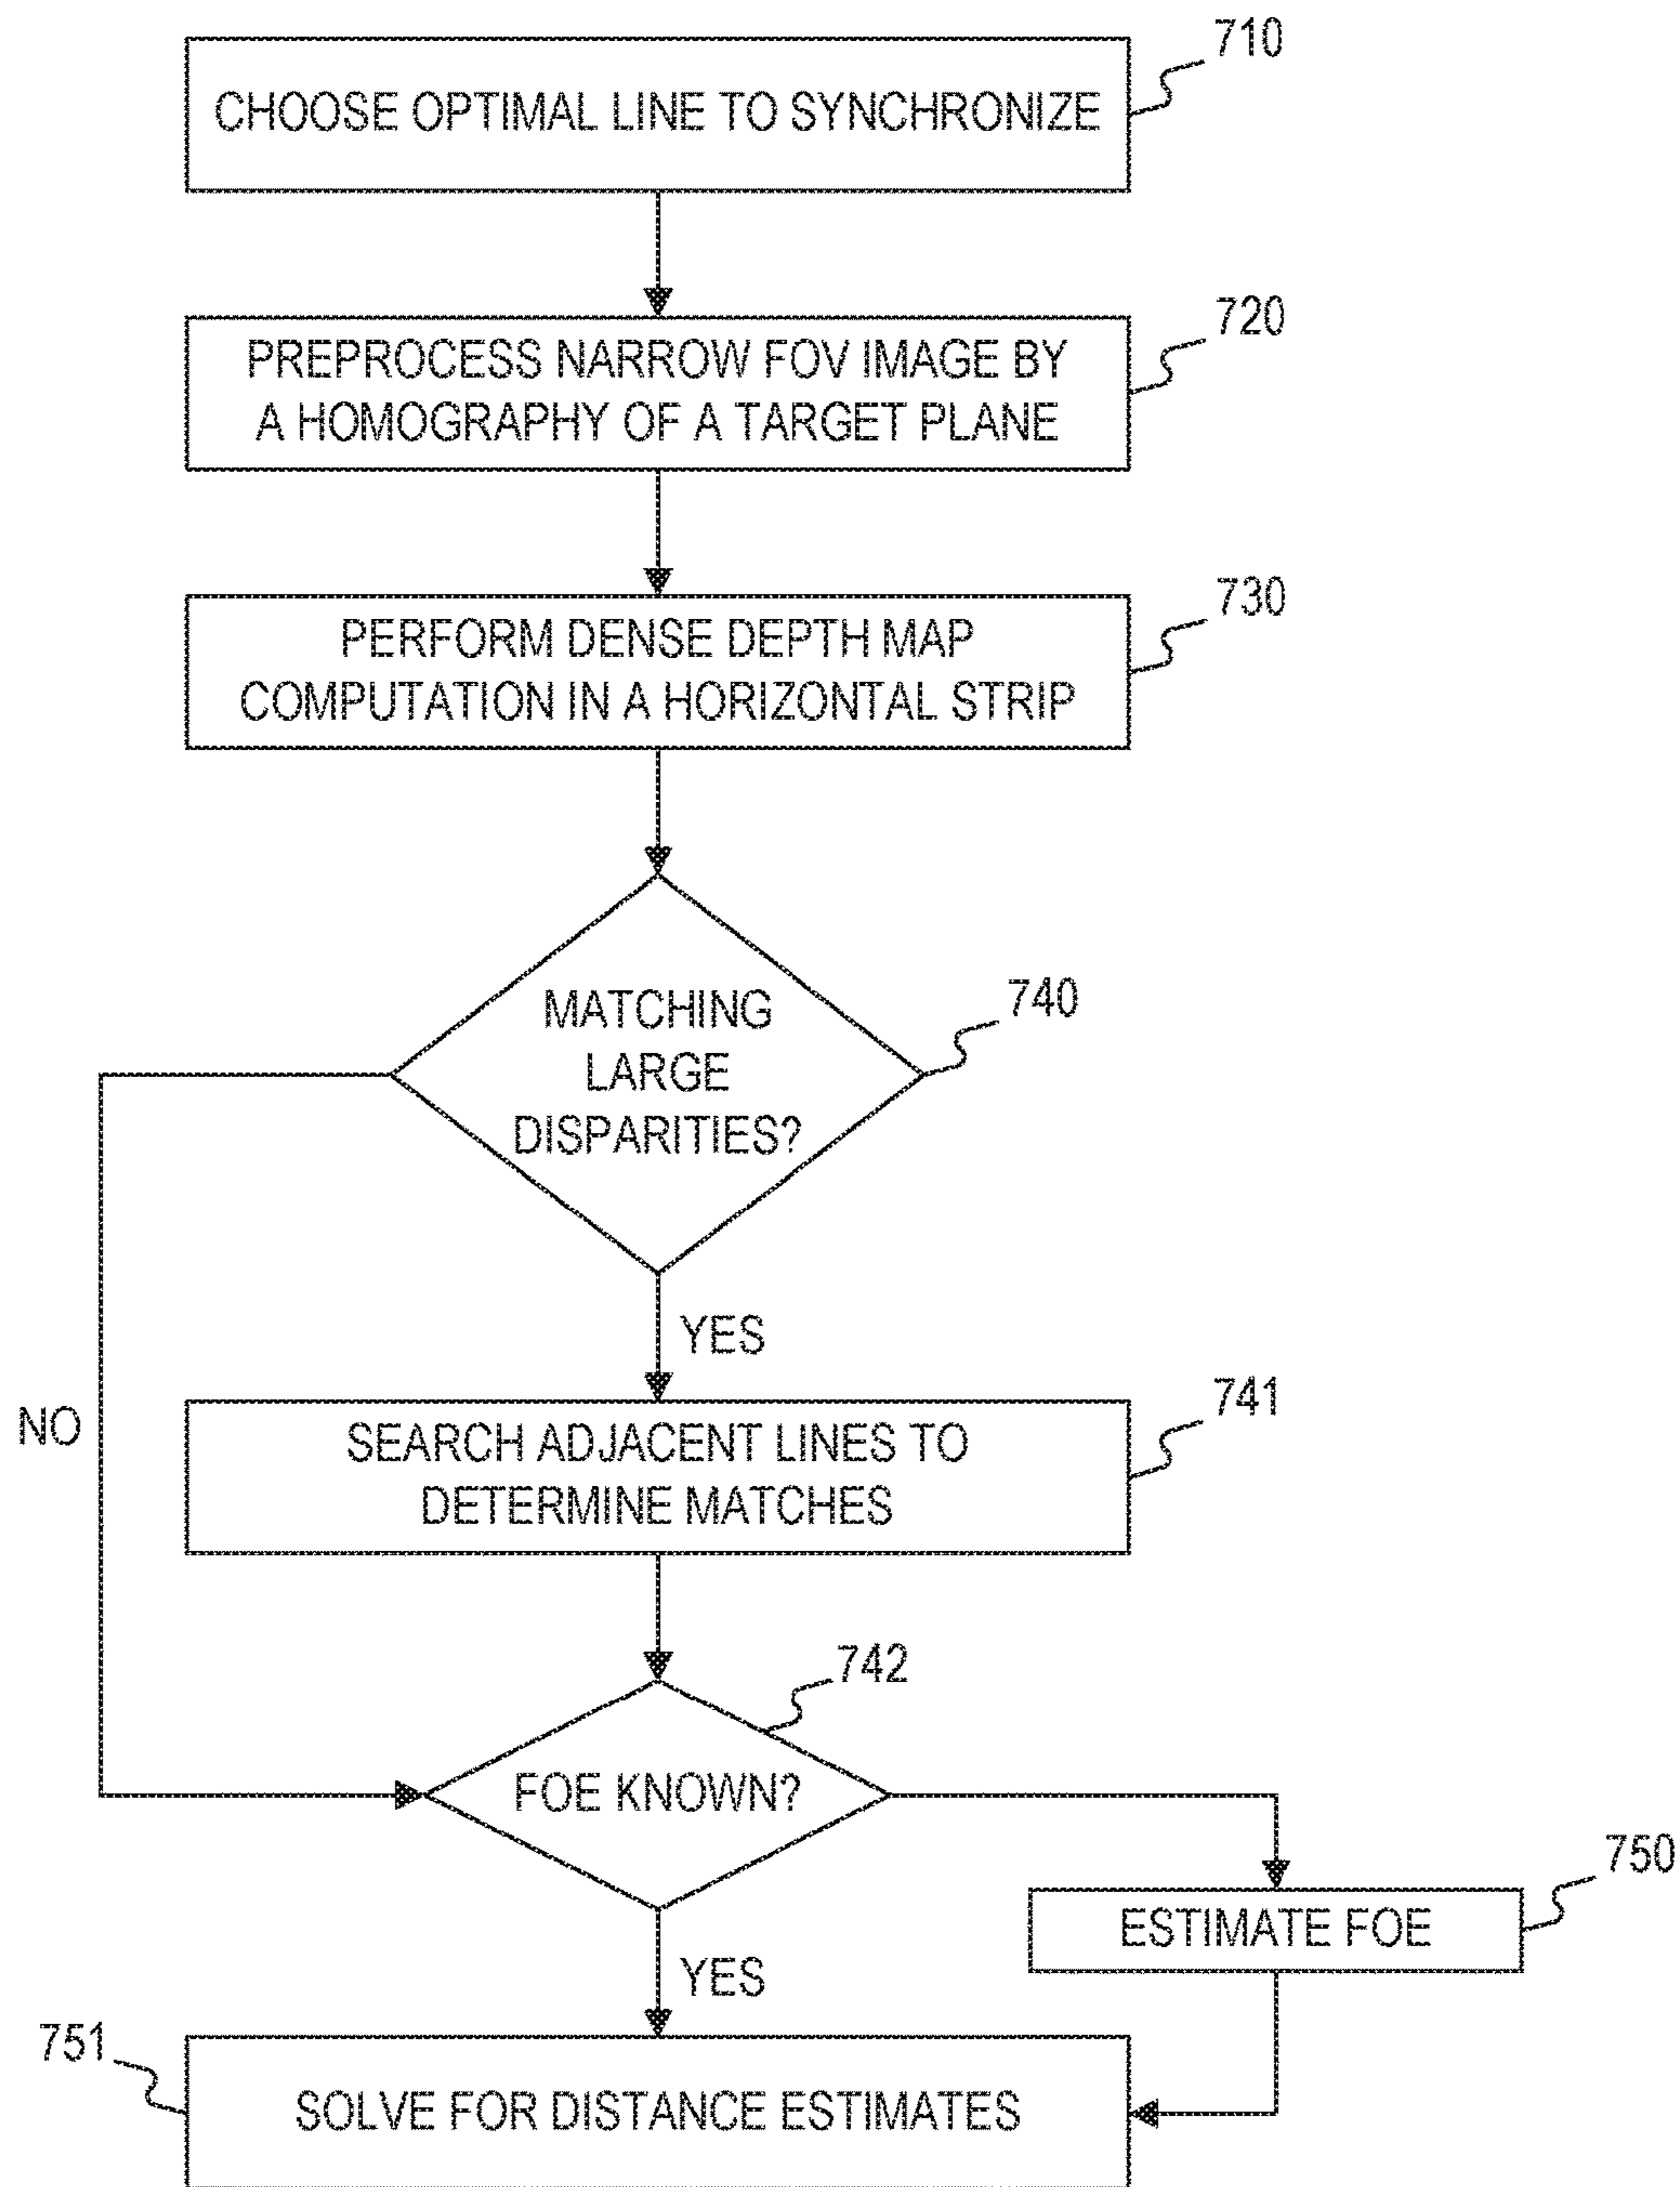 710
CHOOSE OPTIMAL LINE TO SYNCHRONIZE
720
PREPROCESS NARROW FOV IMAGE BY
A HOMOGRAPHY OF A TARGET PLANE
730
PERFORM DENSE DEPTH MAP
COMPUTATION IN A HORIZONTAL STRIP
740
MATCHING
LARGE
DISPARITIES?
YES
NO
741
SEARCH ADJACENT LINES TO
DETERMINE MATCHES
742
FOE KNOWN?
750
ESTIMATE FOE
YES
751
SOLVE FOR DISTANCE ESTIMATES